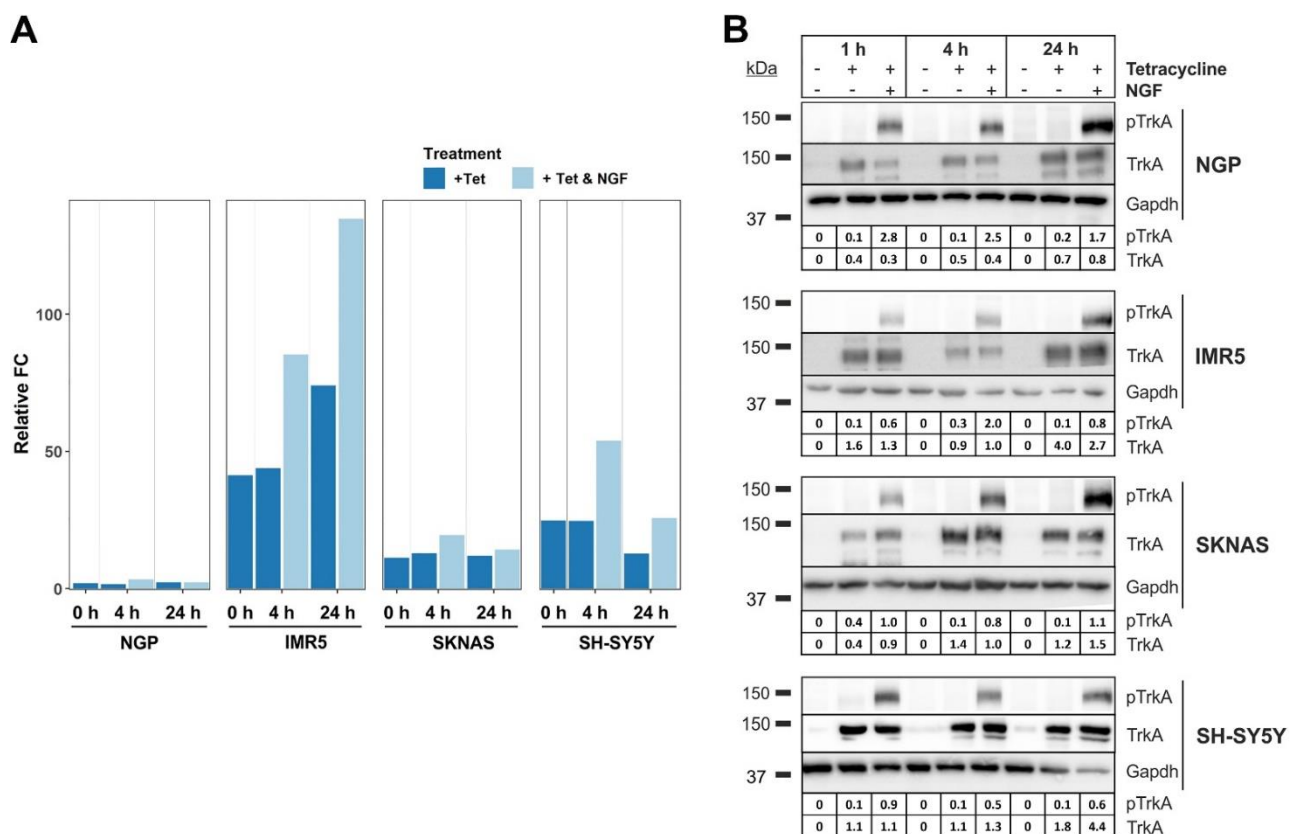 A
Treatment
+Tet + Tet & NGF
Relative FC
100
50
0
0 h 4 h 24 h 0 h 4 h 24 h 0 h 4 h 24 h 0 h 4 h 24 h
NGP IMR5 SKNAS SH-SY5Y
B
1 h 4 h 24 h
kDa - + + - + + - + + Tetracycline
- - + - - + - - + NGF
150 pTrkA
150 TrkA
NGP
Gapdh
37
0 0.1 2.8 0 0.1 2.5 0 0.2 1.7 pTrkA
0 0.4 0.3 0 0.5 0.4 0 0.7 0.8 TrkA
150 pTrkA
150 TrkA
IMR5
Gapdh
37
0 0.1 0.6 0 0.3 2.0 0 0.1 0.8 pTrkA
0 1.6 1.3 0 0.9 1.0 0 4.0 2.7 TrkA
150 pTrkA
150 TrkA
SKNAS
Gapdh
37
0 0.4 1.0 0 0.1 0.8 0 0.1 1.1 pTrkA
0 0.4 0.9 0 1.4 1.0 0 1.2 1.5 TrkA
150 pTrkA
150 TrkA
SH-SY5Y
Gapdh
37
0 0.1 0.9 0 0.1 0.5 0 0.1 0.6 pTrkA
0 1.1 1.1 0 1.1 1.3 0 1.8 4.4 TrkA